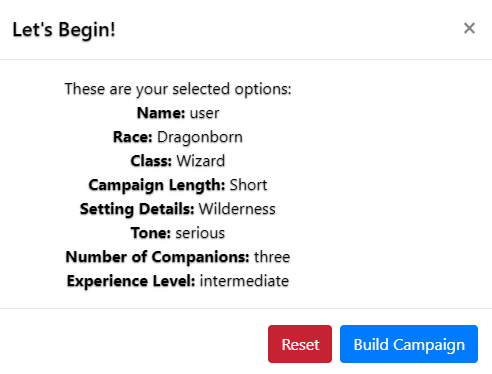 Let's Begin!
×
These are your selected options:
Name: user
Race: Dragonborn
Class: Wizard
Campaign Length: Short
Setting Details: Wilderness
Tone: serious
Number of Companions: three
Experience Level: intermediate
Reset
Build Campaign